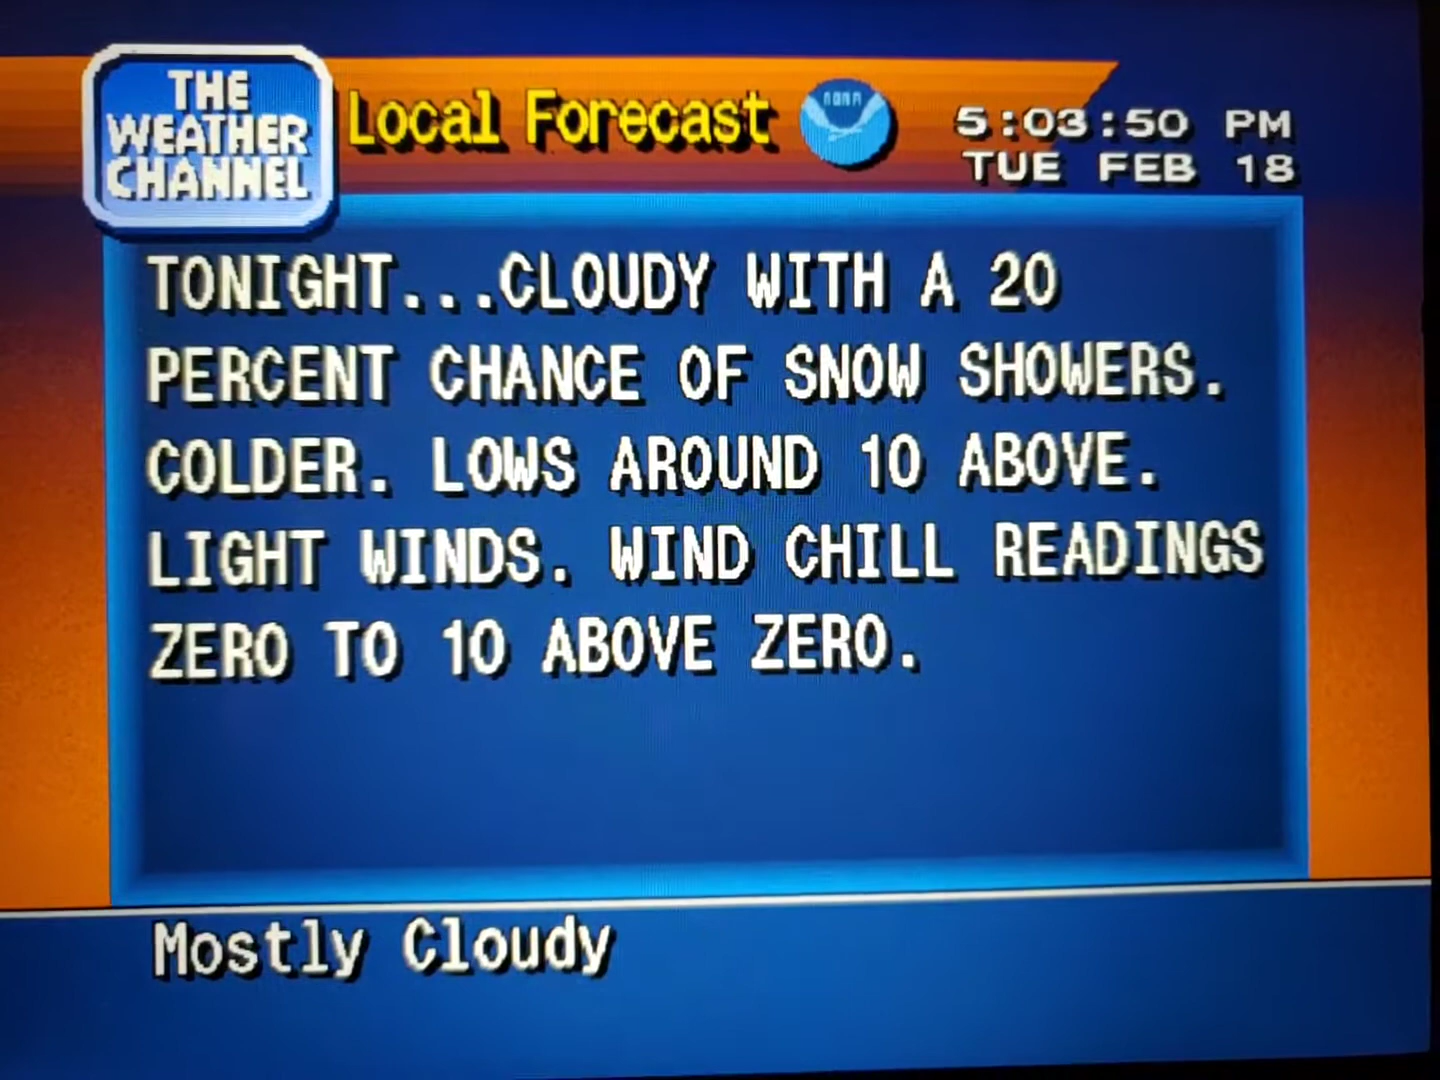 THE
WEATHER
CHANNEL
Local Forecast
NOAA
5:03:50 PM
TUE FEB 18
TONIGHT...CLOUDY WITH A 20
PERCENT CHANCE OF SNOW SHOWERS.
COLDER. LOWS AROUND 10 ABOVE.
LIGHT WINDS. WIND CHILL READINGS
ZERO TO 10 ABOVE ZERO.
Mostly Cloudy